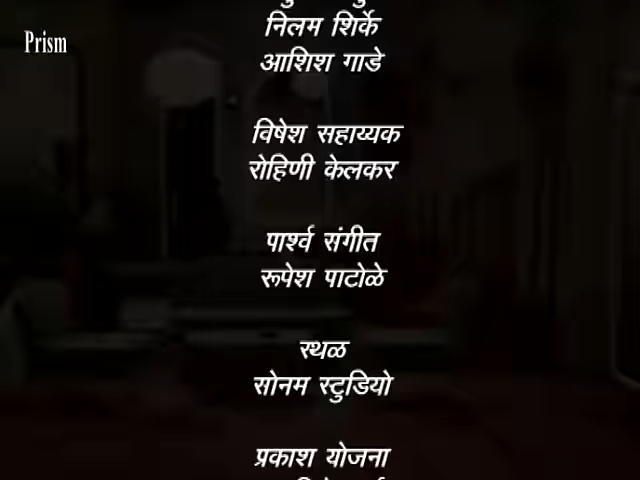 Prism
निलम शिर्के
आशिश गाडे
विषेश सहाय्यक
रोहिणी केलकर
पार्श्व संगीत
रूपेश पाटोळे
स्थळ
सोनम स्टुडियो
प्रकाश योजना